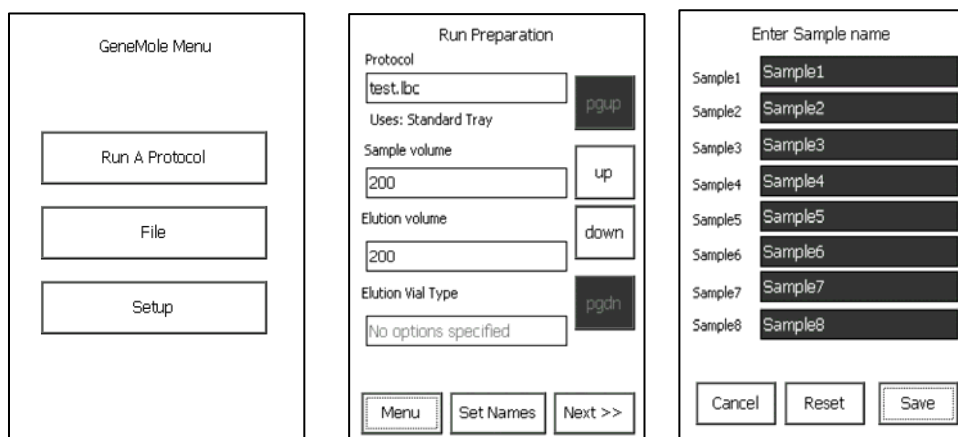 GeneMole Menu
Run A Protocol
File
Setup
Run Preparation
Protocol
test.lbc
Uses: Standard Tray
pgup
Sample volume
200
up
Elution volume
200
down
Elution Vial Type
No options specified
pgdn
Menu Set Names Next >>
Enter Sample name
Sample1 Sample1
Sample2 Sample2
Sample3 Sample3
Sample4 Sample4
Sample5 Sample5
Sample6 Sample6
Sample7 Sample7
Sample8 Sample8
Cancel Reset Save